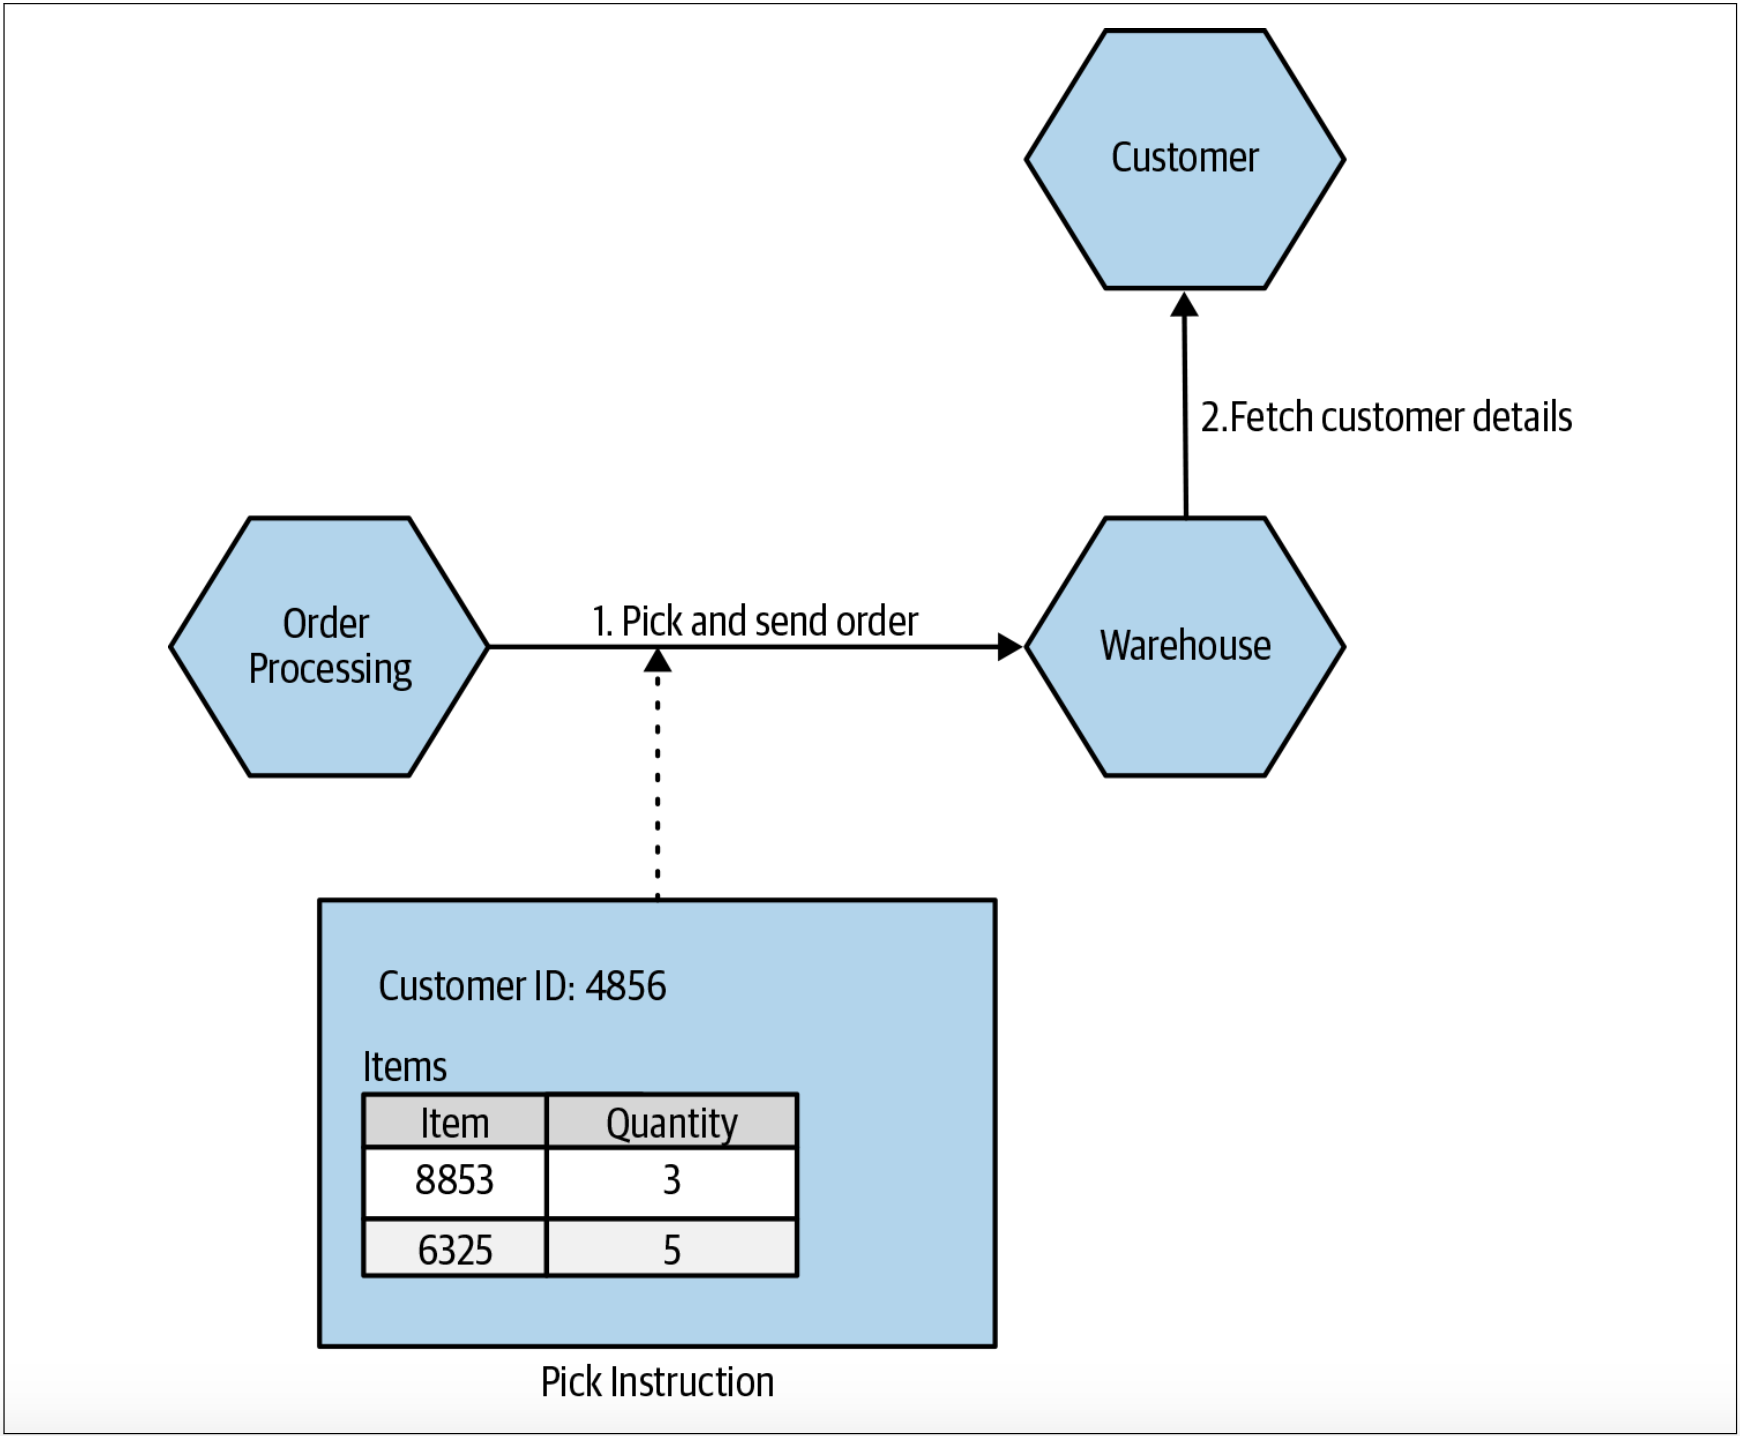 Customer
2.Fetch customer details
Order
Processing
1. Pick and send order
Warehouse
Customer ID: 4856
Items
Item Quantity
8853 3
6325 5
Pick Instruction